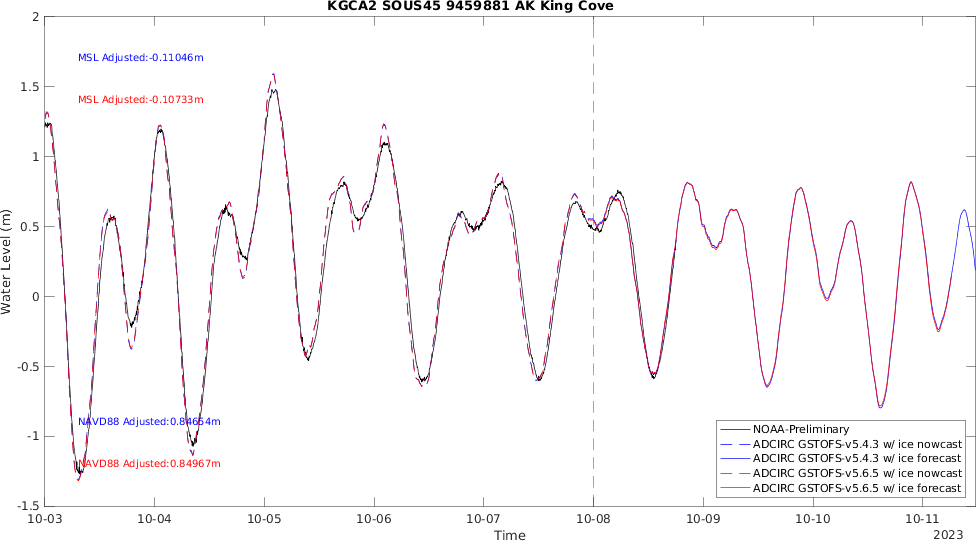 KGCA2 SOUS45 9459881 AK King Cove
2
1.5
1
0.5
0
-0.5
-1
-1.5
Water Level (m)
MSL Adjusted:-0.11046m
MSL Adjusted:-0.10733m
NAVD88 Adjusted:0.84654m
NAVD88 Adjusted:0.84967m
NOAA-Preliminary
ADCIRC GSTOFS-v5.4.3 w/ ice nowcast
ADCIRC GSTOFS-v5.4.3 w/ ice forecast
ADCIRC GSTOFS-v5.6.5 w/ ice nowcast
ADCIRC GSTOFS-v5.6.5 w/ ice forecast
10-03 10-04 10-05 10-06 10-07 10-08 10-09 10-10 10-11
Time
2023